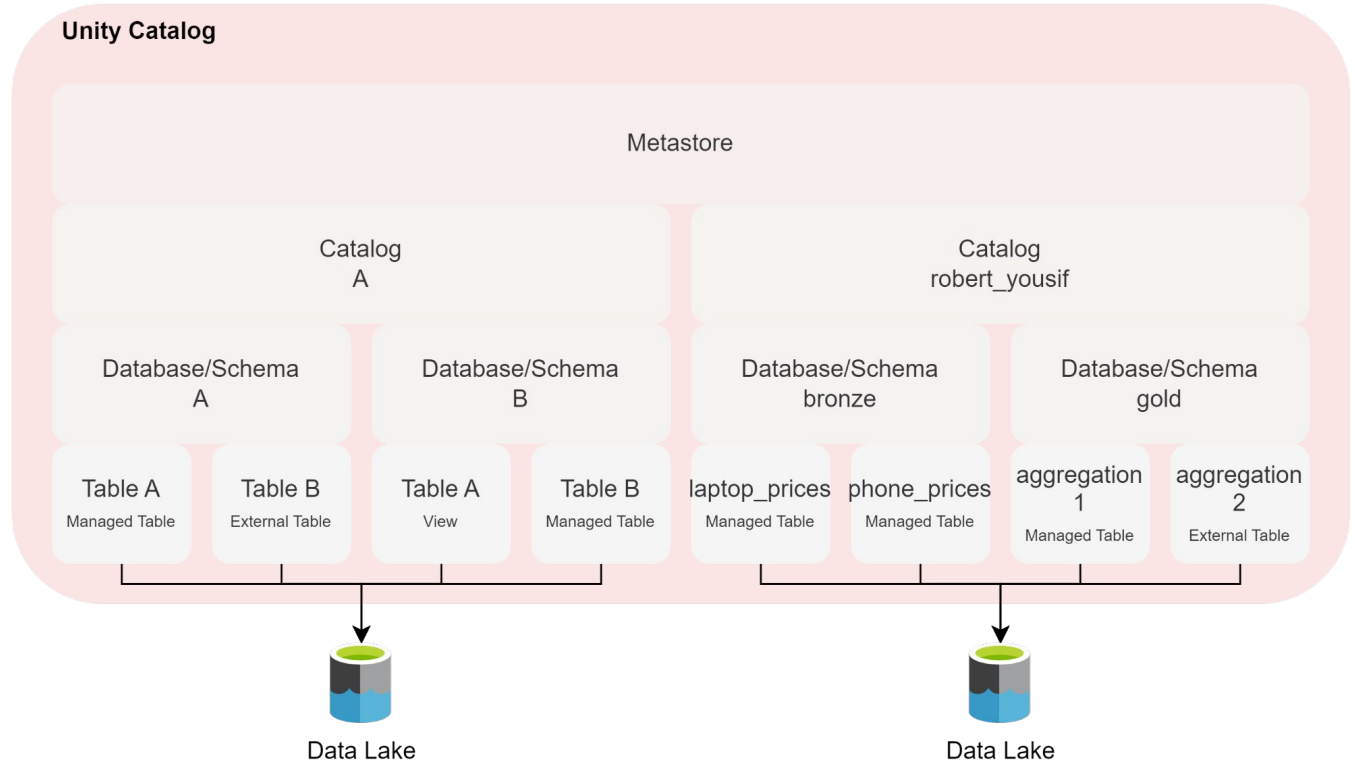 Unity Catalog
Metastore
Catalog
A
Catalog
robert_yousif
Database/Schema
A
Database/Schema
B
Database/Schema
bronze
Database/Schema
gold
Table A
Managed Table
Table B
External Table
Table A
View
Table B
Managed Table
laptop_prices
Managed Table
phone_prices
Managed Table
aggregation
1
Managed Table
aggregation
2
External Table
Data Lake
Data Lake